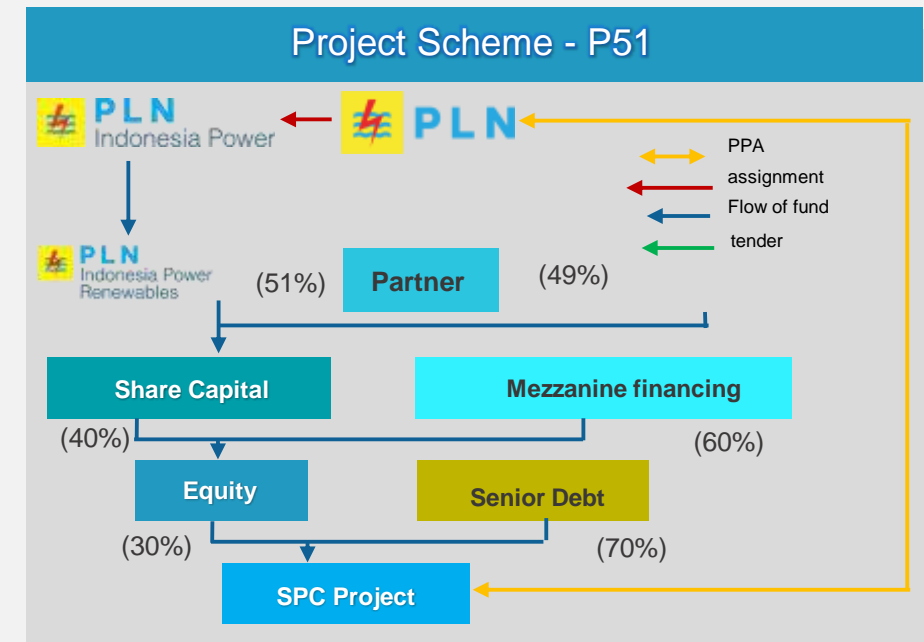 Project Scheme - P51
PLN
Indonesia Power
PLN
PPA
assignment
Flow of fund
tender
PLN
Indonesia Power
Renewables
(51%)
Partner
(49%)
Share Capital
Mezzanine financing
(40%)
(60%)
Equity
Senior Debt
(30%)
(70%)
SPC Project